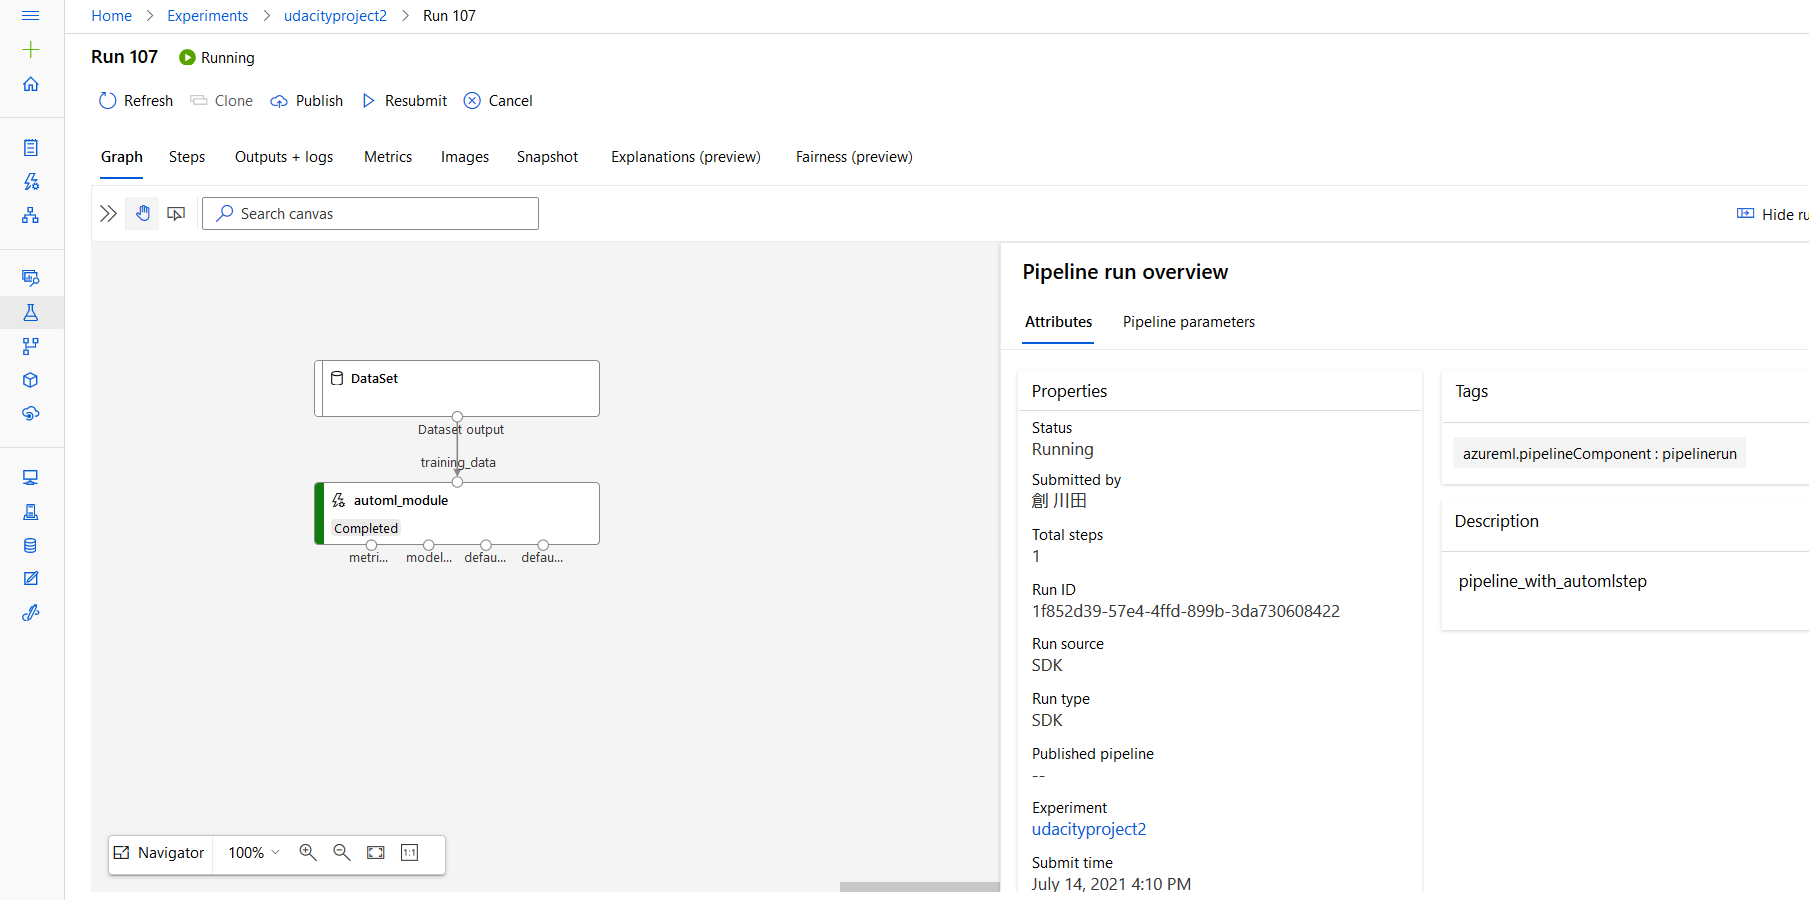 Home > Experiments > udacityproject2 > Run 107
Run 107 Running
Refresh Clone Publish Resubmit Cancel
Graph Steps Outputs + logs Metrics Images Snapshot Explanations (preview) Fairness (preview)
Search canvas
Hide ru
DataSet
Dataset output
training_data
automl_module
Completed
metri... model... defau... defau...
Navigator 100% 1:1
Pipeline run overview
Attributes Pipeline parameters
Properties
Status
Running
Submitted by
創 川田
Total steps
1
Run ID
1f852d39-57e4-4ffd-899b-3da730608422
Run source
SDK
Run type
SDK
Published pipeline
--
Experiment
udacityproject2
Submit time
July 14, 2021 4:10 PM
Tags
azureml.pipelineComponent : pipelinerun
Description
pipeline_with_automlstep